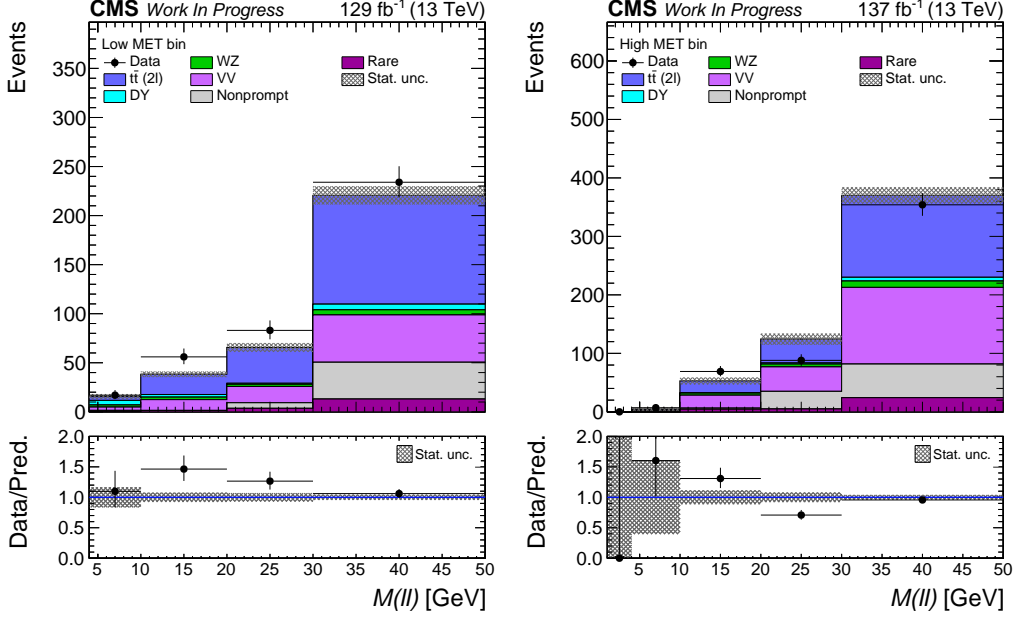 CMS Work In Progress 129 fb⁻¹ (13 TeV)
Events
Low MET bin
Data
tt̄ (2l)
DY
WZ
VV
Nonprompt
Rare
Stat. unc.
350
300
250
200
150
100
50
0
Data/Pred.
Stat. unc.
2.0
1.5
1.0
0.5
0.0
5 10 15 20 25 30 35 40 45 50
M(ll) [GeV]
CMS Work In Progress 137 fb⁻¹ (13 TeV)
Events
High MET bin
Data
tt̄ (2l)
DY
WZ
VV
Nonprompt
Rare
Stat. unc.
600
500
400
300
200
100
0
Data/Pred.
Stat. unc.
2.0
1.5
1.0
0.5
0.0
5 10 15 20 25 30 35 40 45 50
M(ll) [GeV]